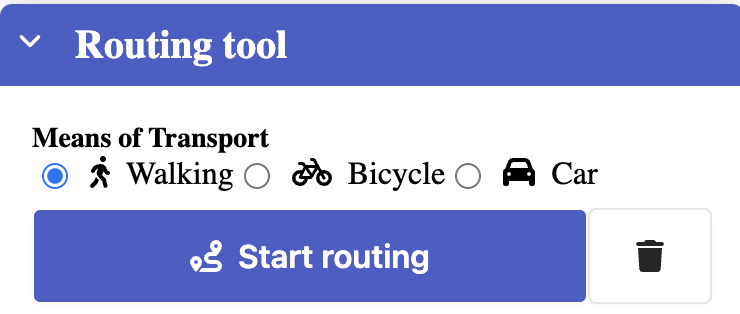 Routing tool
Means of Transport
Walking Bicycle Car
Start routing